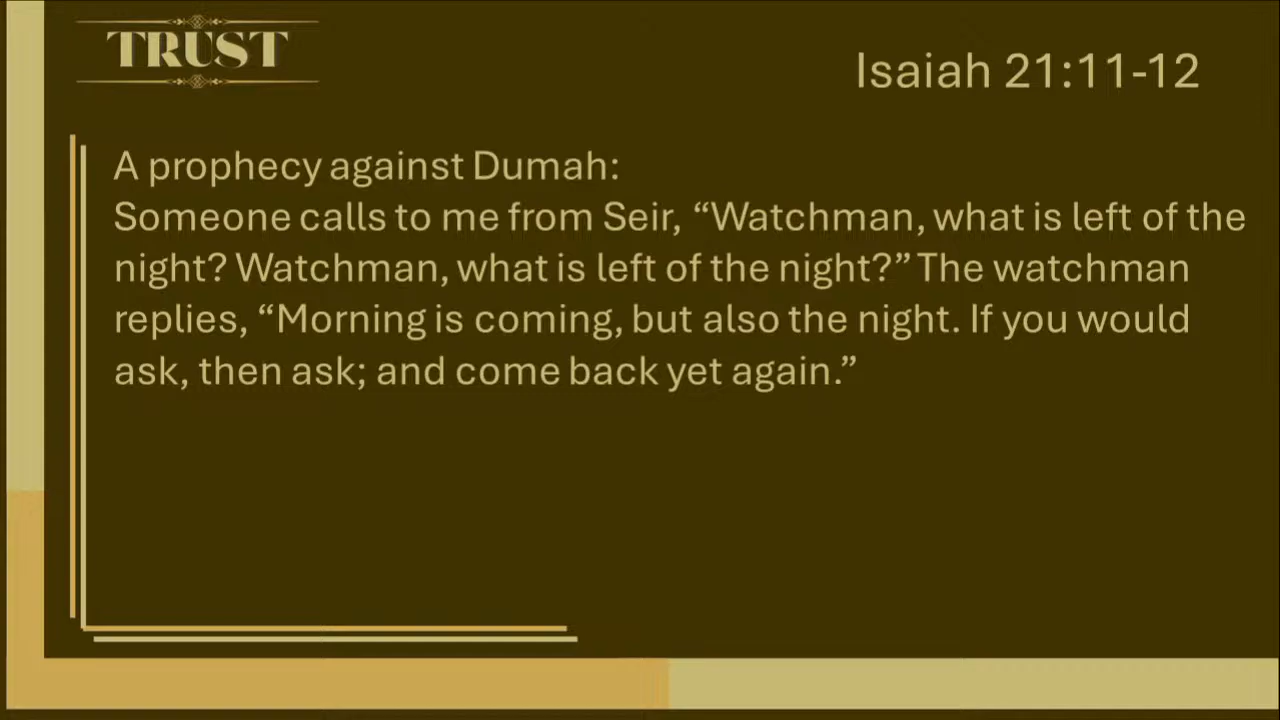 TRUST
Isaiah 21:11-12
A prophecy against Dumah:
Someone calls to me from Seir, “Watchman, what is left of the
night? Watchman, what is left of the night?” The watchman
replies, “Morning is coming, but also the night. If you would
ask, then ask; and come back yet again.”